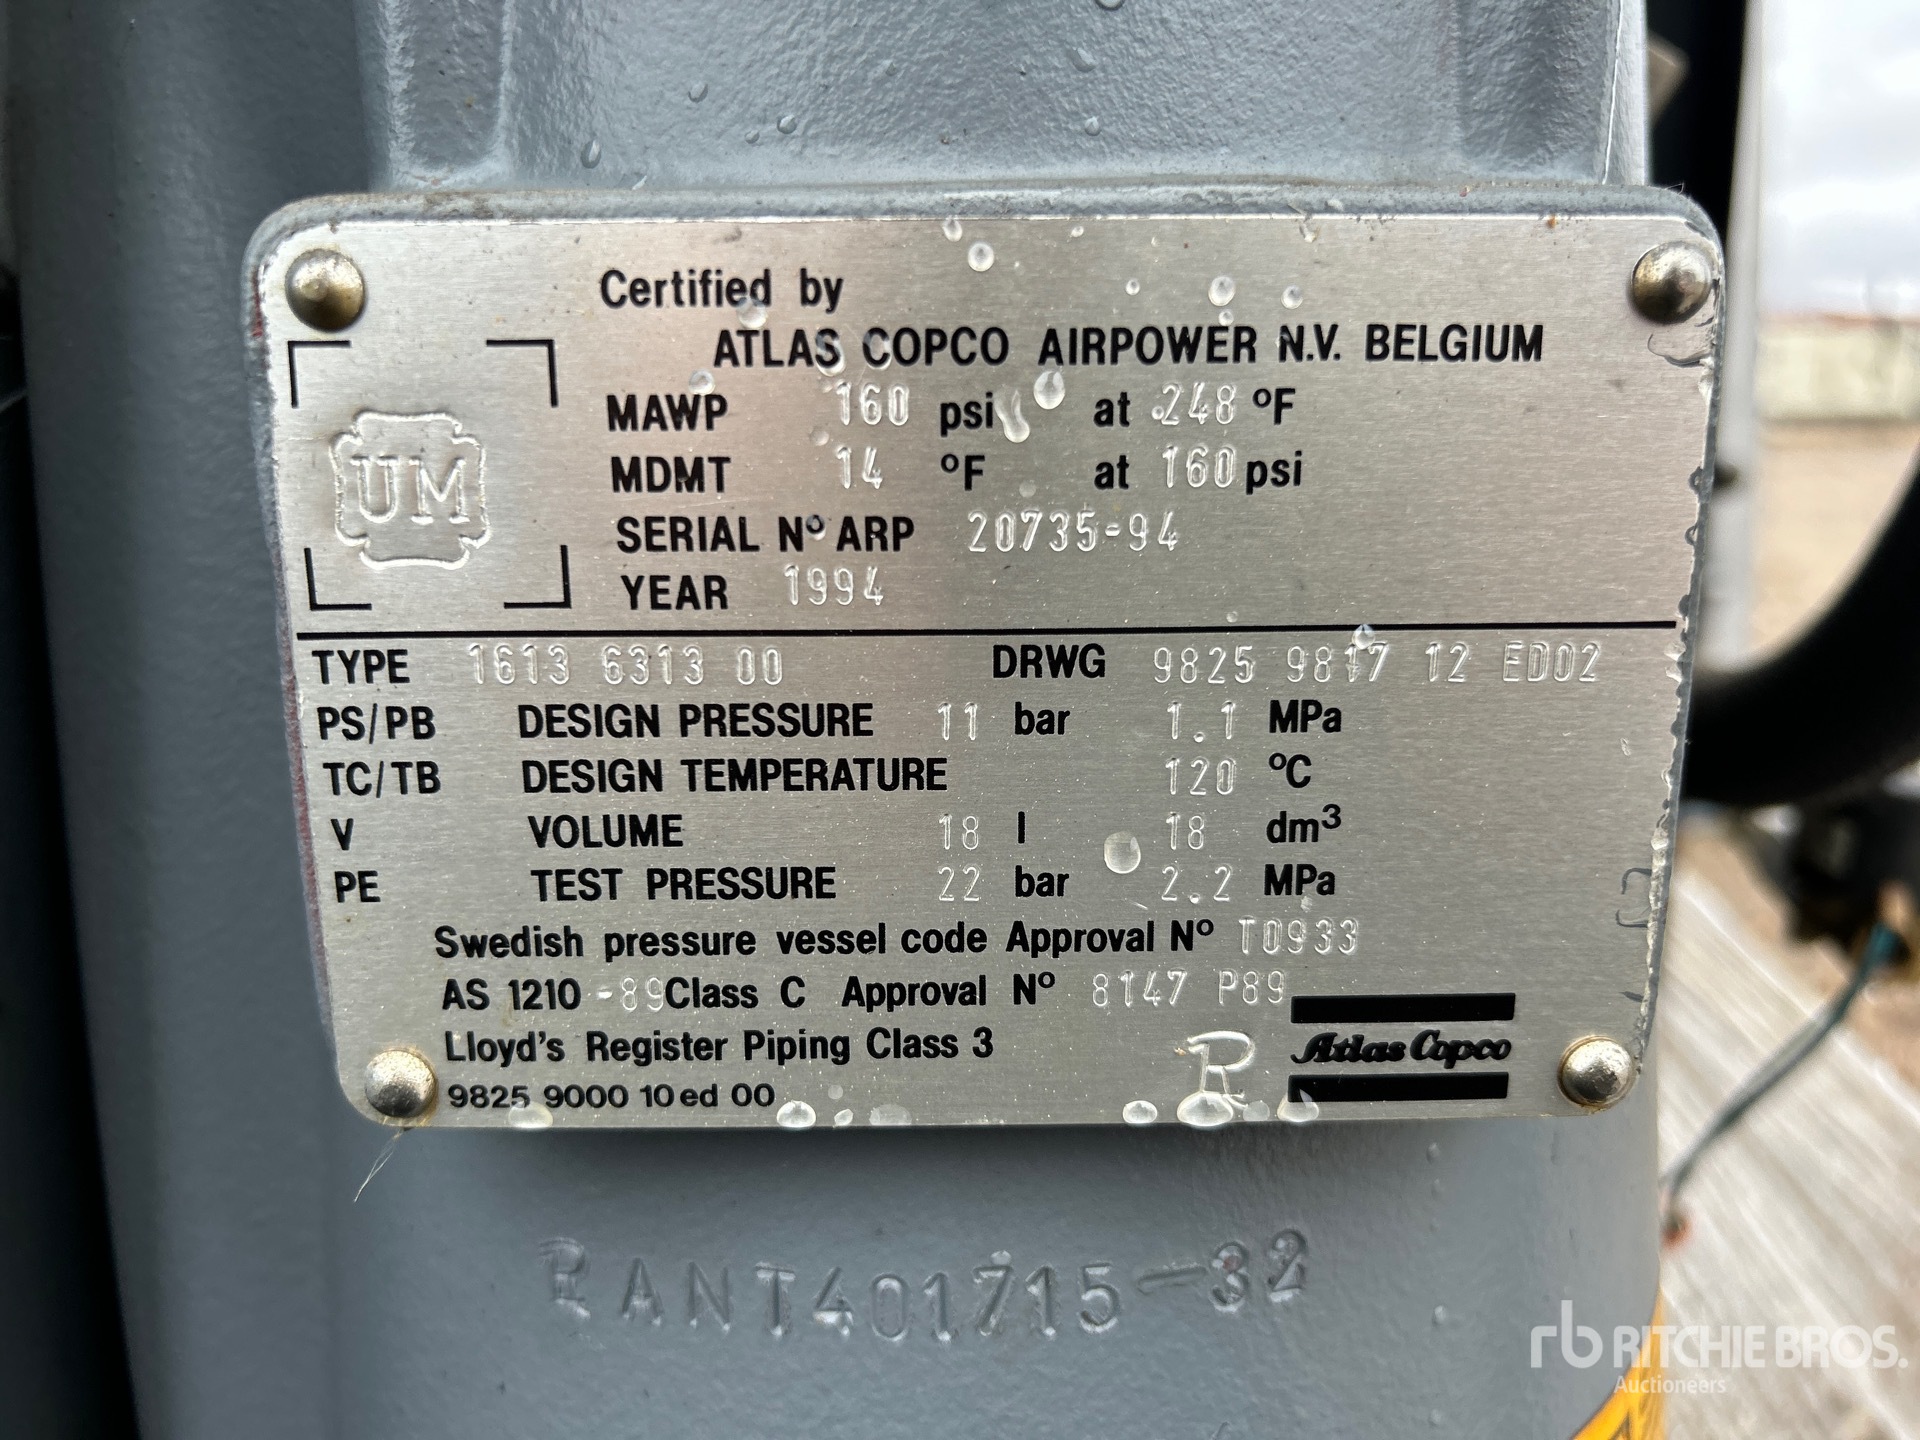 Certified by
ATLAS COPCO AIRPOWER N.V. BELGIUM
UM
MAWP 160 psi at 248 °F
MDMT 14 °F at 160 psi
SERIAL Nº ARP 20735-94
YEAR 1994
TYPE 1613 6313 00 DRWG 9825 9817 12 ED02
PS/PB DESIGN PRESSURE 11 bar 1.1 MPa
TC/TB DESIGN TEMPERATURE 120 °C
V VOLUME 18 l 18 dm³
PE TEST PRESSURE 22 bar 2.2 MPa
Swedish pressure vessel code Approval Nº T0933
AS 1210 -89 Class C Approval Nº 8147 P89
Lloyd's Register Piping Class 3
R Atlas Copco
9825 9000 10 ed 00
ANT401715-32
rb RITCHIE BROS.
Auctioneers